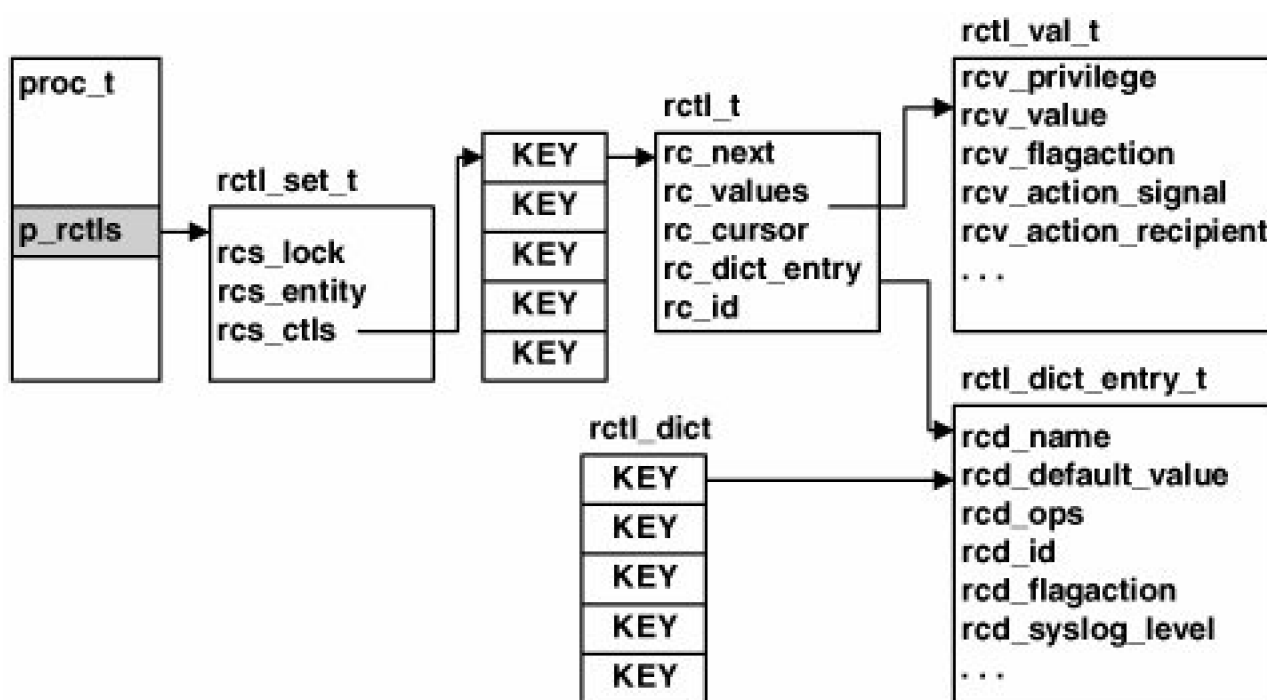 proc_t
p_rctls
rctl_set_t
rcs_lock
rcs_entity
rcs_ctls
KEY
KEY
KEY
KEY
KEY
rctl_t
rc_next
rc_values
rc_cursor
rc_dict_entry
rc_id
rctl_val_t
rcv_privilege
rcv_value
rcv_flagaction
rcv_action_signal
rcv_action_recipient
...
rctl_dict
KEY
KEY
KEY
KEY
KEY
rctl_dict_entry_t
rcd_name
rcd_default_value
rcd_ops
rcd_id
rcd_flagaction
rcd_syslog_level
...